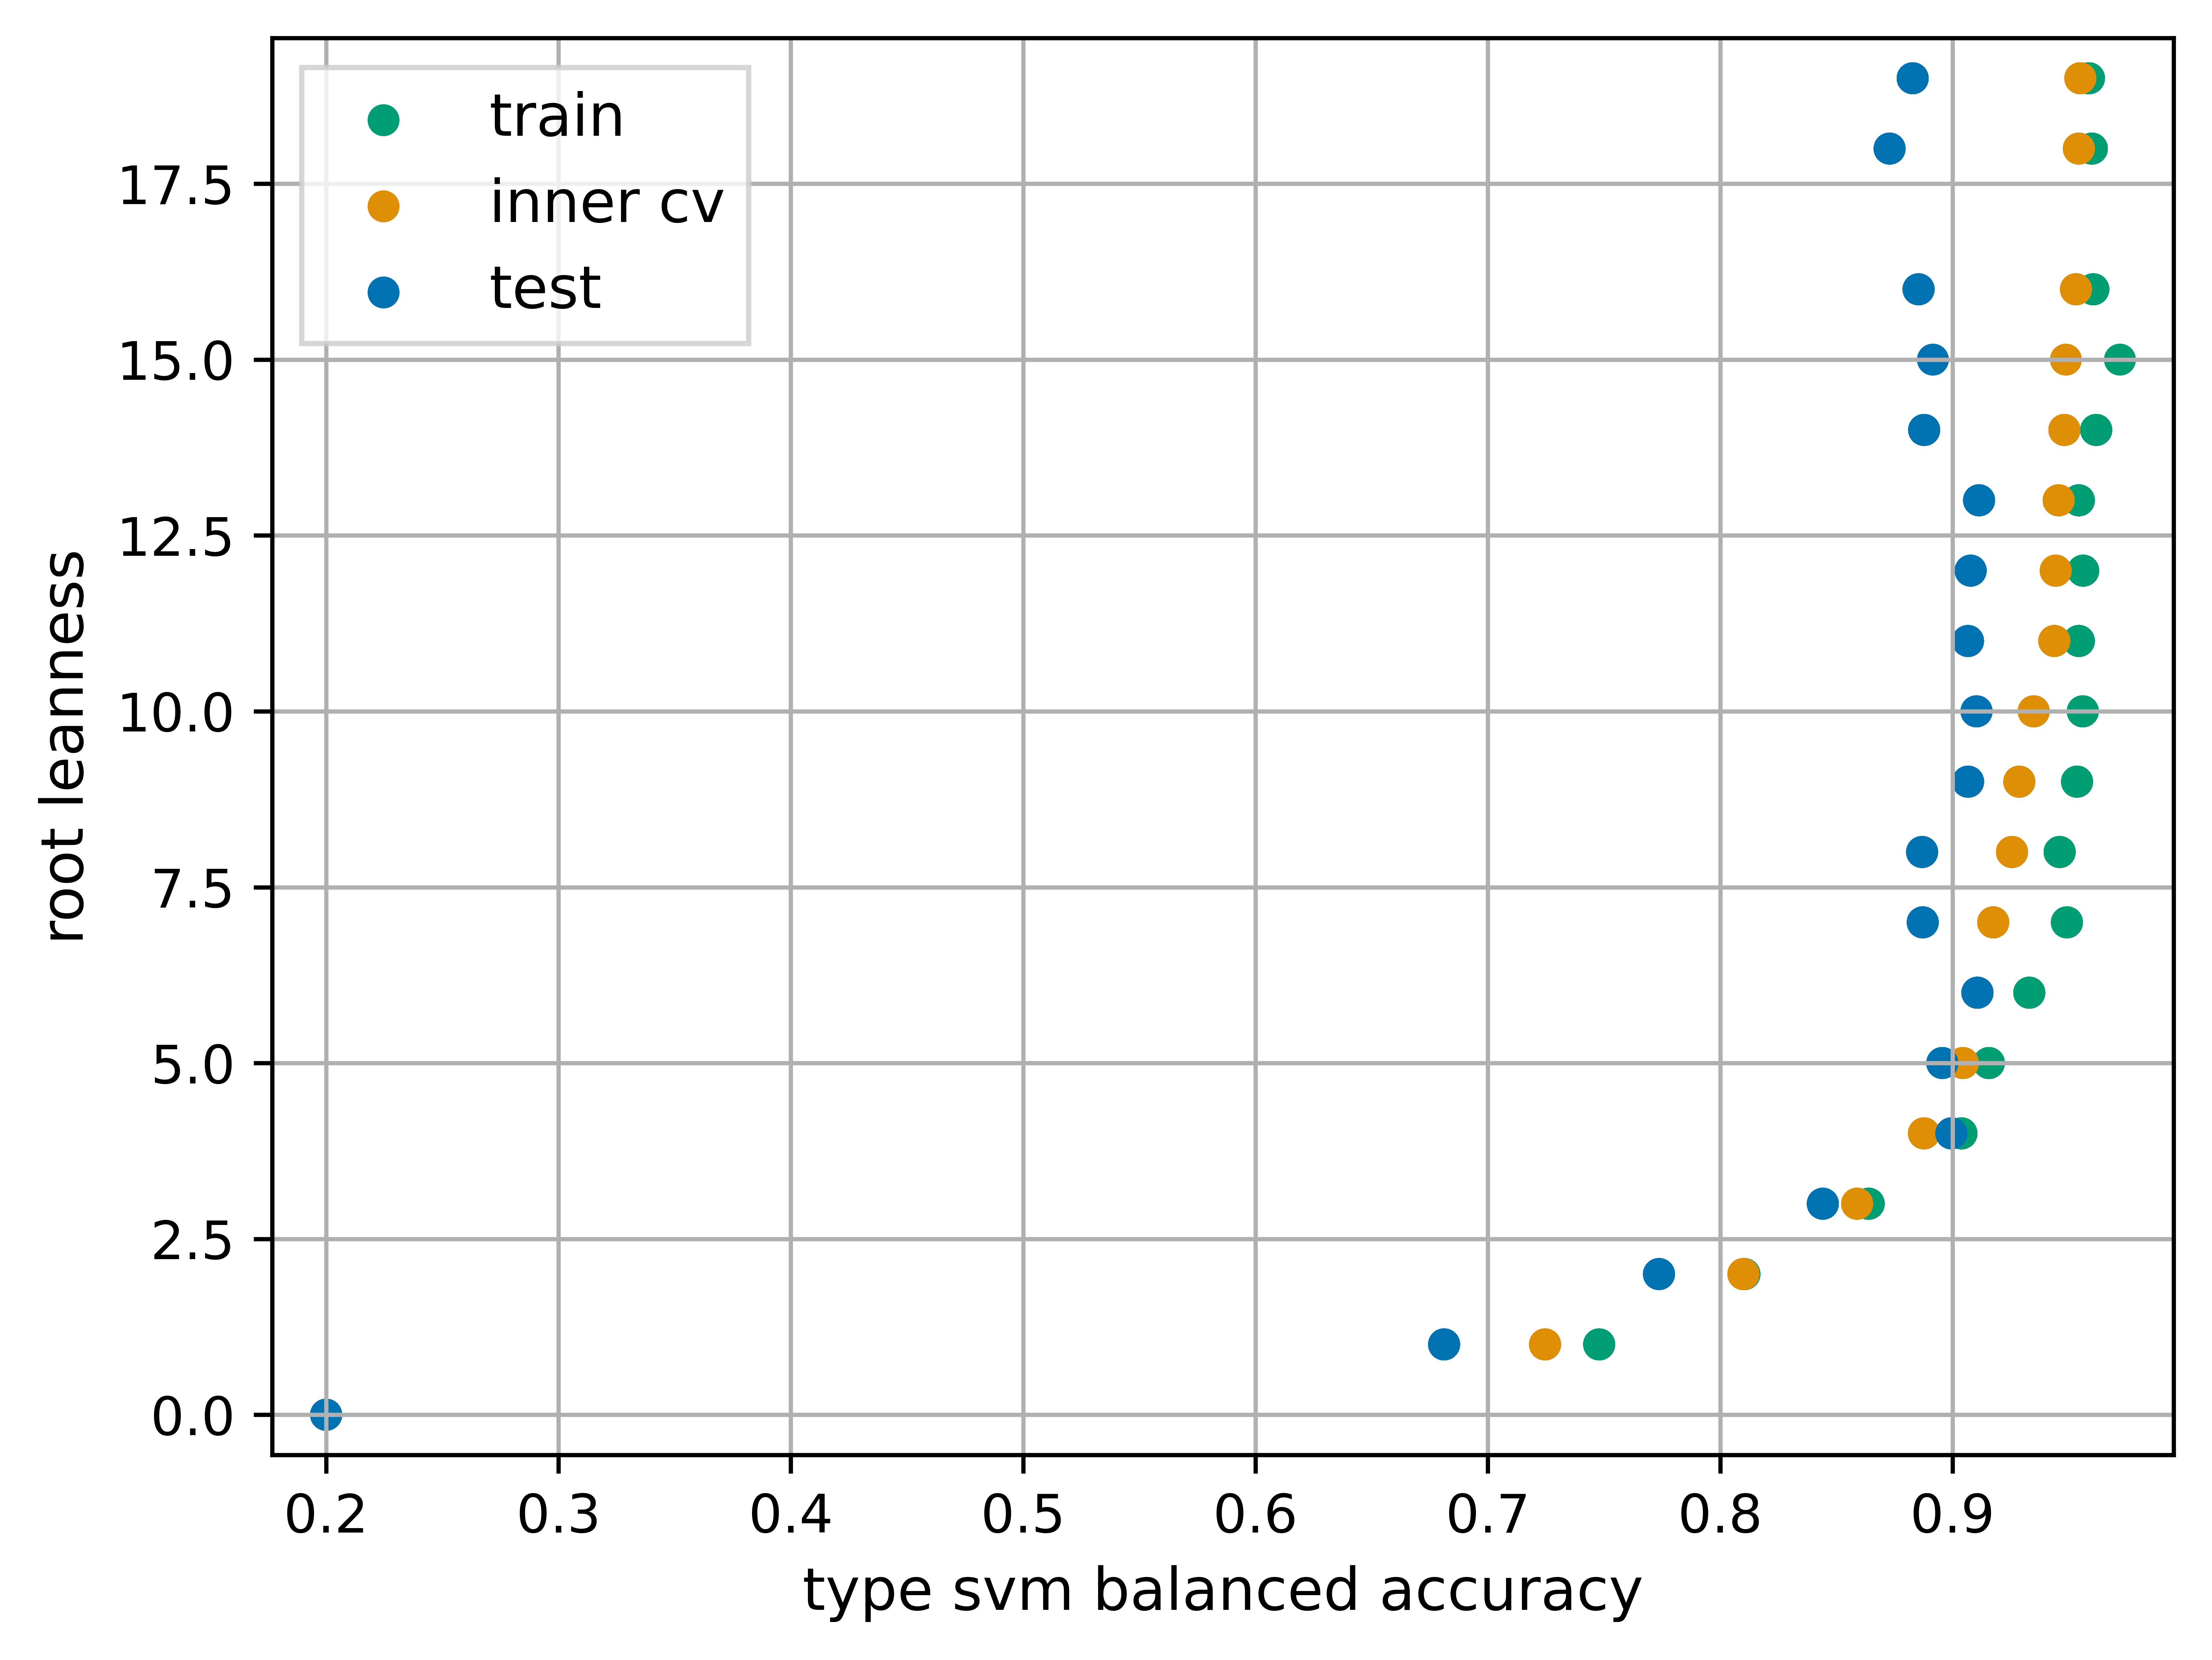 train
inner cv
test
17.5
15.0
12.5
10.0
7.5
5.0
2.5
0.0
root leanness
0.2 0.3 0.4 0.5 0.6 0.7 0.8 0.9
type svm balanced accuracy